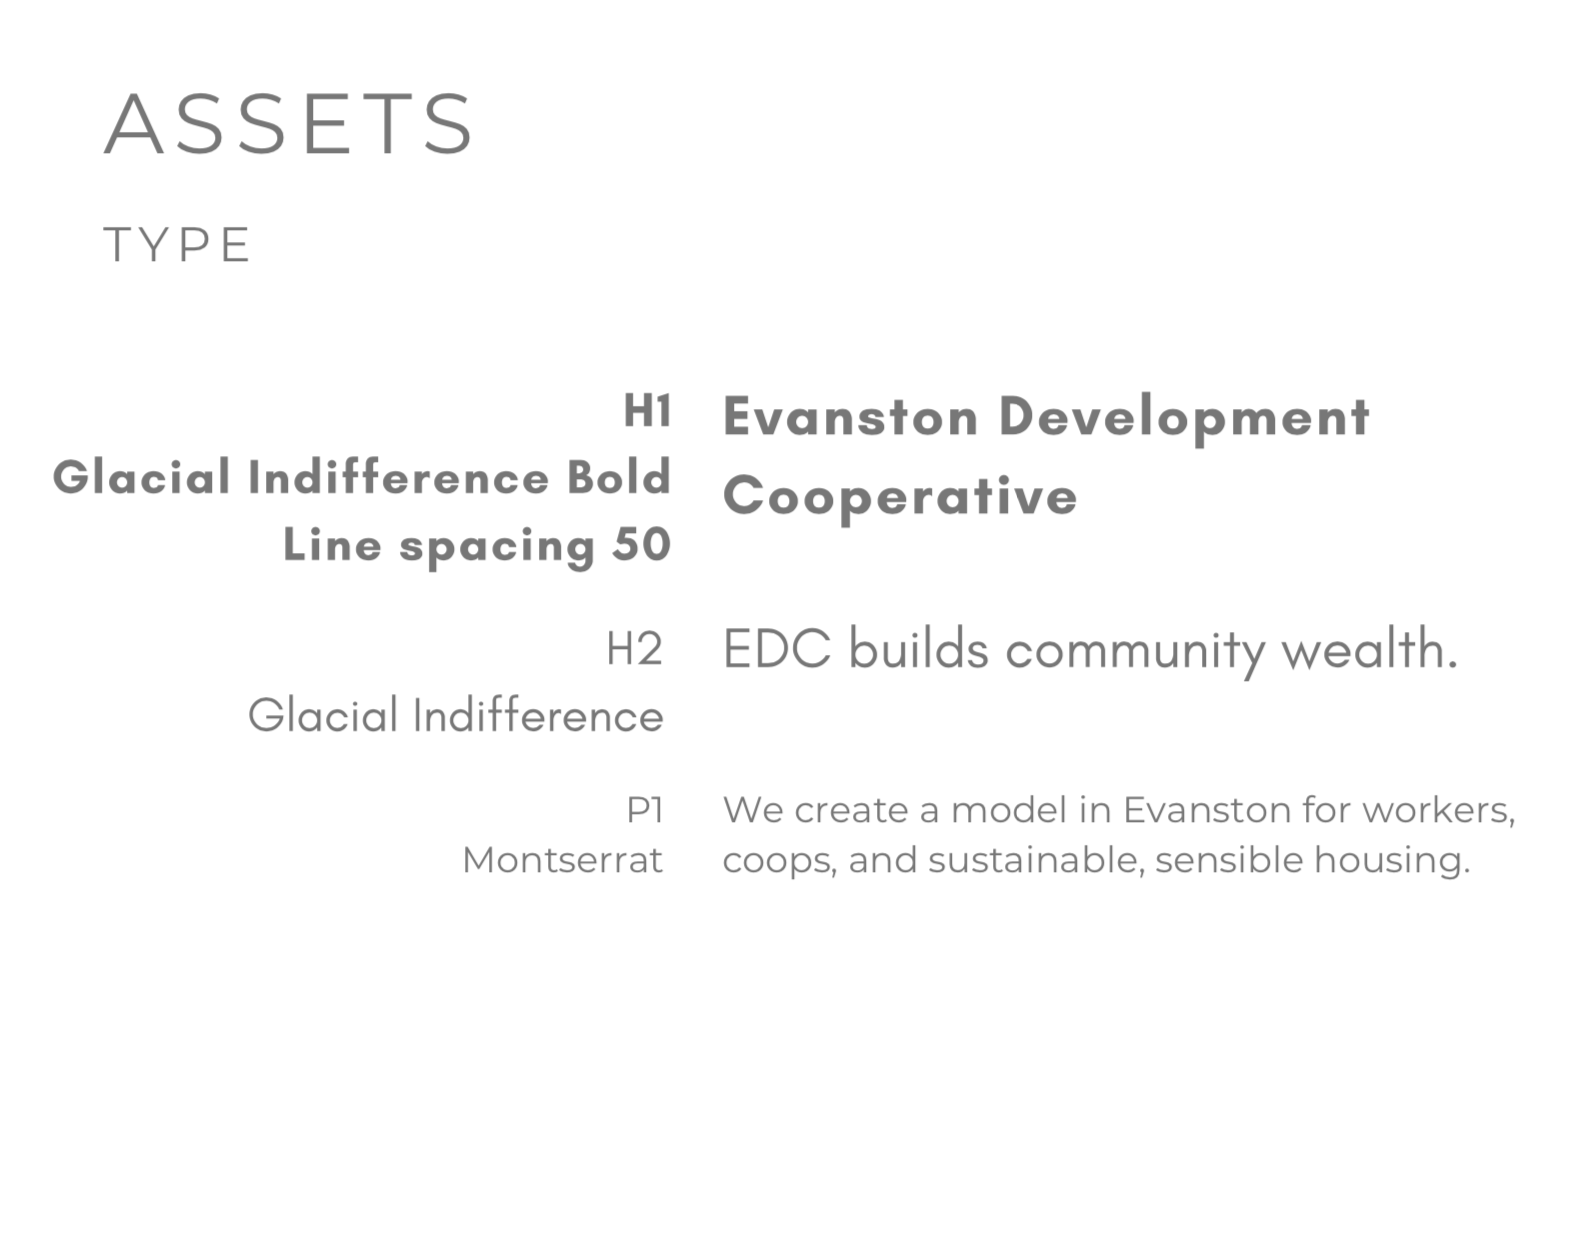 ASSETS
TYPE
H1
Glacial Indifference Bold
Line spacing 50
Evanston Development
Cooperative
H2
Glacial Indifference
EDC builds community wealth.
P1
Montserrat
We create a model in Evanston for workers,
coops, and sustainable, sensible housing.